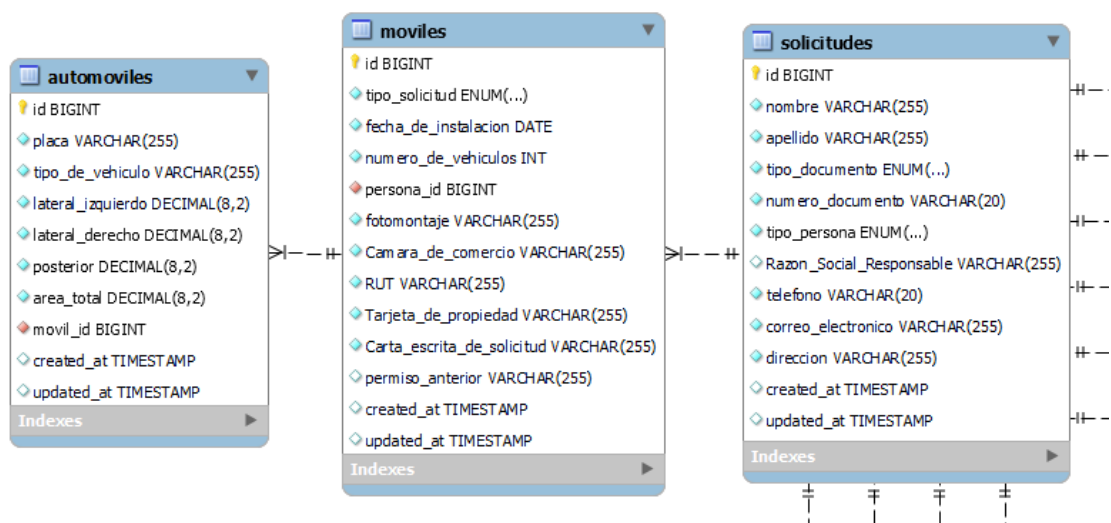 automoviles
id BIGINT
placa VARCHAR(255)
tipo_de_vehiculo VARCHAR(255)
lateral_izquierdo DECIMAL(8,2)
lateral_derecho DECIMAL(8,2)
posterior DECIMAL(8,2)
area_total DECIMAL(8,2)
movil_id BIGINT
created_at TIMESTAMP
updated_at TIMESTAMP
Indexes
moviles
id BIGINT
tipo_solicitud ENUM(...)
fecha_de_instalacion DATE
numero_de_vehiculos INT
persona_id BIGINT
fotomontaje VARCHAR(255)
Camara_de_comercio VARCHAR(255)
RUT VARCHAR(255)
Tarjeta_de_propiedad VARCHAR(255)
Carta_escrita_de_solicitud VARCHAR(255)
permiso_anterior VARCHAR(255)
created_at TIMESTAMP
updated_at TIMESTAMP
Indexes
solicitudes
id BIGINT
nombre VARCHAR(255)
apellido VARCHAR(255)
tipo_documento ENUM(...)
numero_documento VARCHAR(20)
tipo_persona ENUM(...)
Razon_Social_Responsable VARCHAR(255)
telefono VARCHAR(20)
correo_electronico VARCHAR(255)
direccion VARCHAR(255)
created_at TIMESTAMP
updated_at TIMESTAMP
Indexes